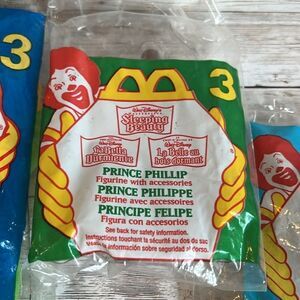 3
3
Walt Disney's
Sleeping
Beauty
Walt Disney
La Bella
Durmiente
Walt Disney
La Belle au
bois dormant
PRINCE PHILLIP
Figurine with accessories
PRINCE PHILIPPE
Figurine avec accessoires
PRINCIPE FELIPE
Figura con accesorios
See back for safety information.
Instructions touchant la sécurité au dos du sac
Véase la información sobre seguridad al dorso.